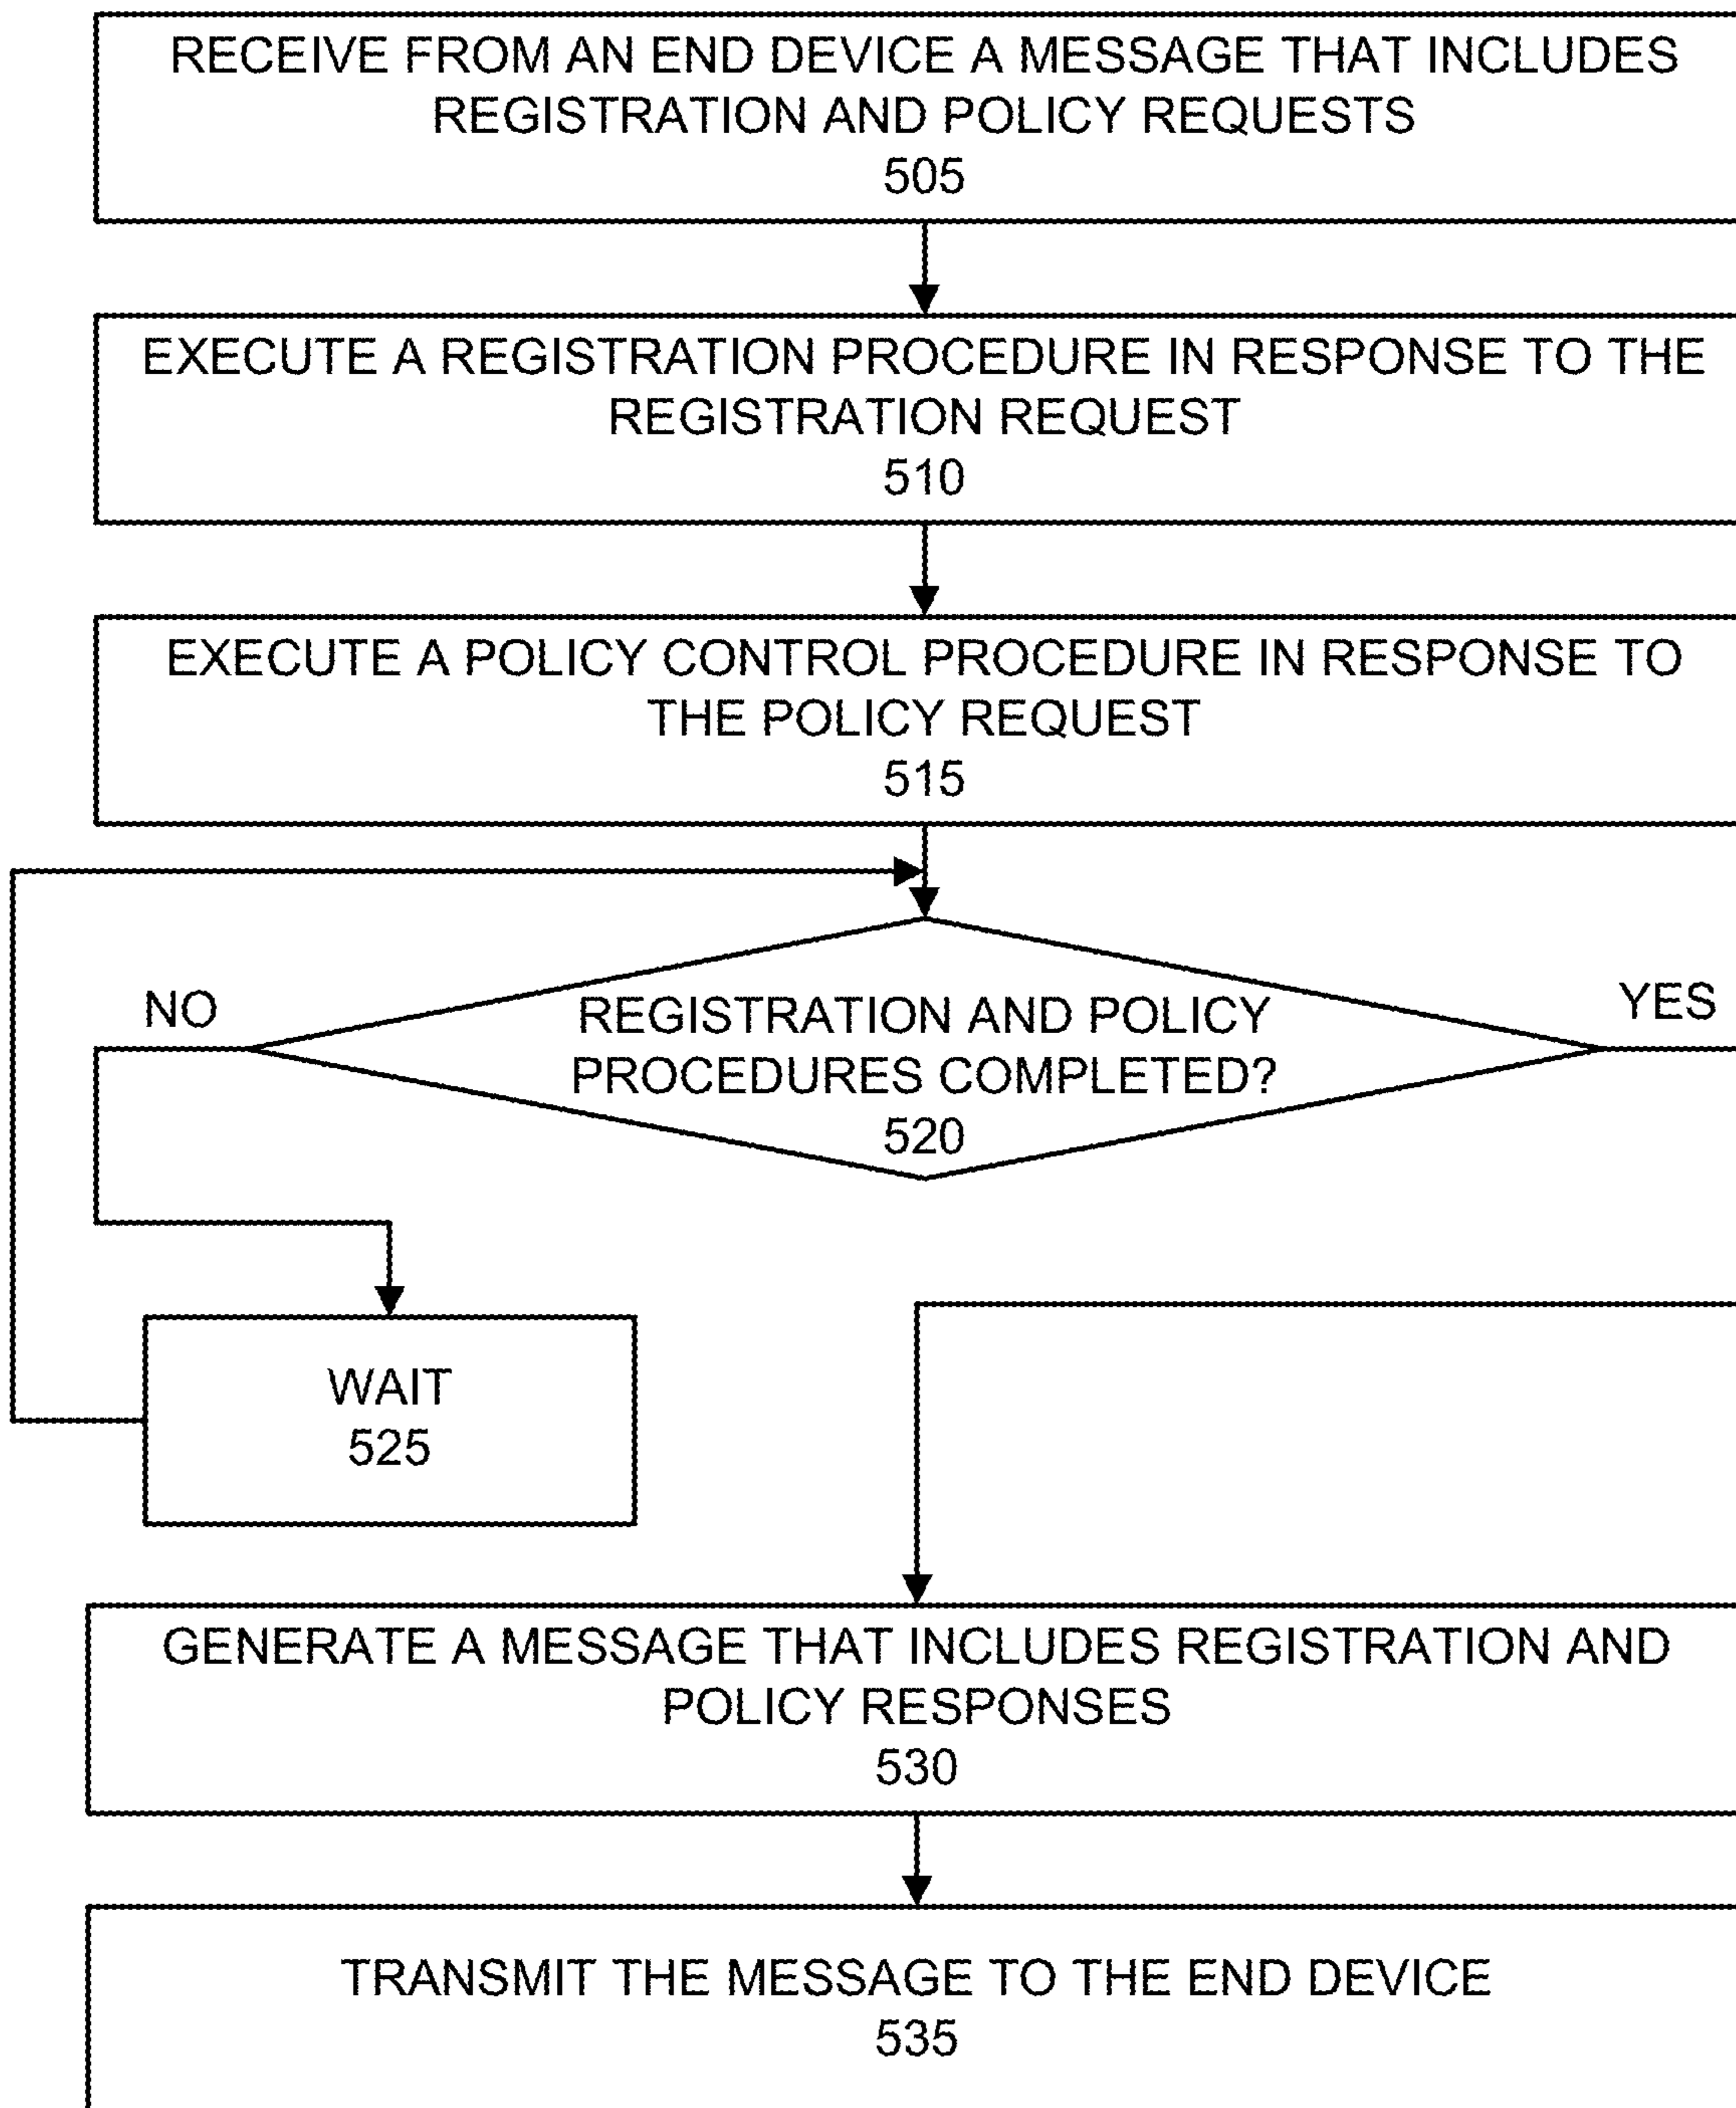 RECEIVE FROM AN END DEVICE A MESSAGE THAT INCLUDES
REGISTRATION AND POLICY REQUESTS
505
EXECUTE A REGISTRATION PROCEDURE IN RESPONSE TO THE
REGISTRATION REQUEST
510
EXECUTE A POLICY CONTROL PROCEDURE IN RESPONSE TO
THE POLICY REQUEST
515
NO
REGISTRATION AND POLICY
PROCEDURES COMPLETED?
520
YES
WAIT
525
GENERATE A MESSAGE THAT INCLUDES REGISTRATION AND
POLICY RESPONSES
530
TRANSMIT THE MESSAGE TO THE END DEVICE
535